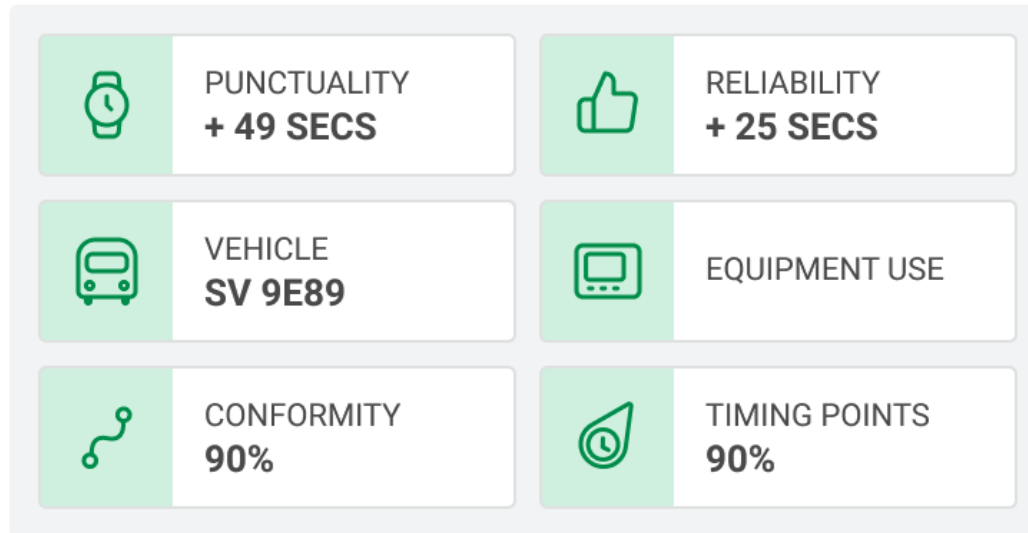 PUNCTUALITY
+ 49 SECS
RELIABILITY
+ 25 SECS
VEHICLE
SV 9E89
EQUIPMENT USE
CONFORMITY
90%
TIMING POINTS
90%